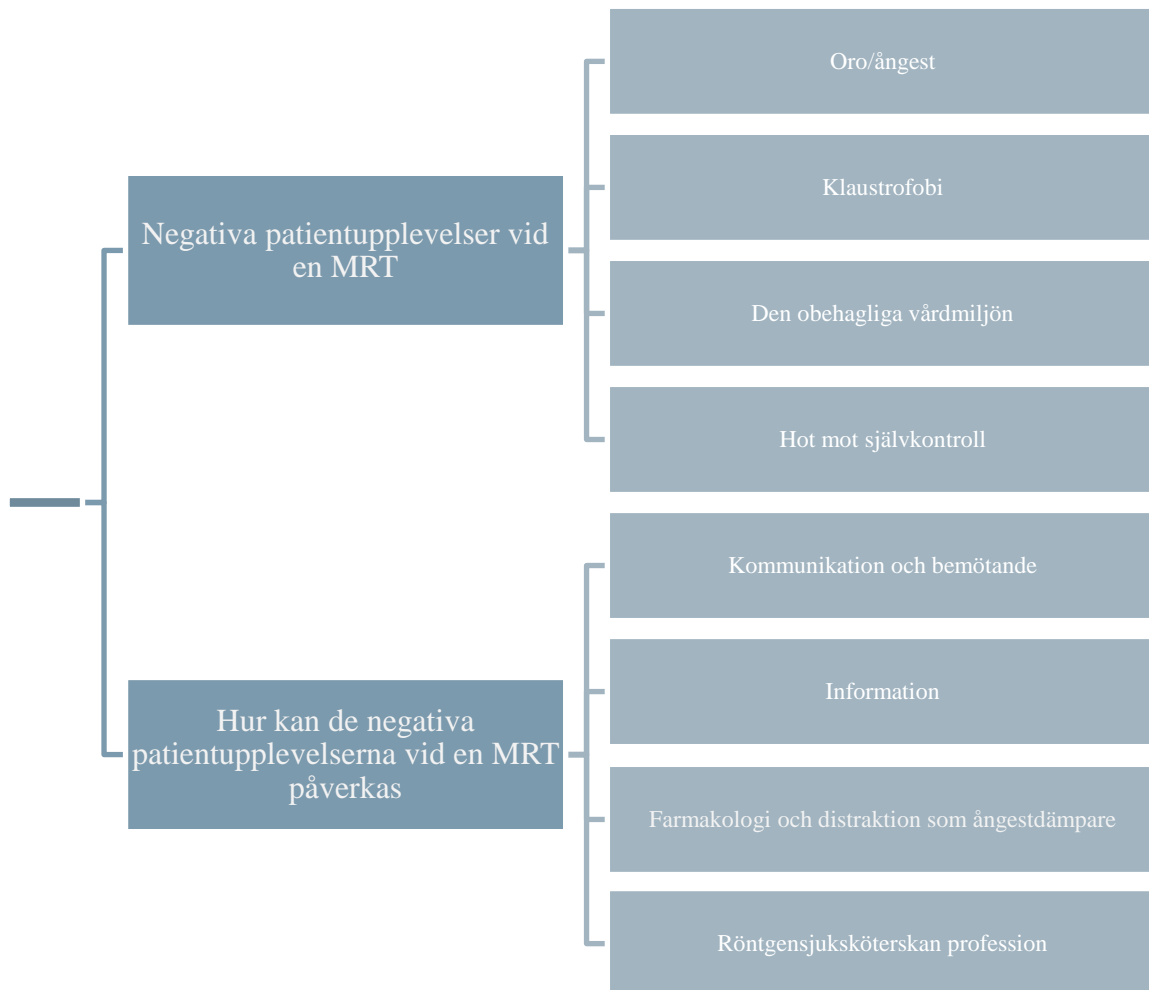 Negativa patientupplevelser vid
en MRT
Oro/ångest
Klaustrofobi
Den obehagliga vårdmiljön
Hot mot självkontroll
Hur kan de negativa
patientupplevelserna vid en MRT
påverkas
Kommunikation och bemötande
Information
Farmakologi och distraktion som ångestdämpare
Röntgensjuksköterskan profession